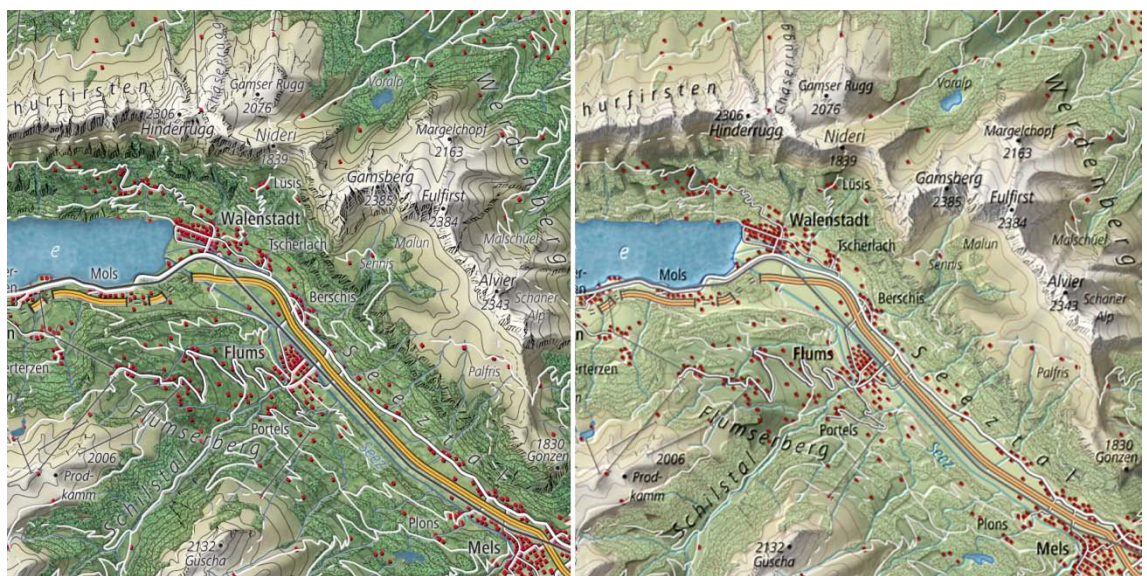 Voralp
Werdenberg
hurfirsten
Chaserrugg
Gamser Rugg
2076
2306
Hinderrugg
Nideri
1839
Margelchopf
2163
Gamsberg
2385
Fulfirst
2384
Lüsis
Walenstadt
Tscherlach
Malun
Malschüel
Sennis
e
Mols
Alvier
2343
Schaner
Alp
Berschis
Flums
Seeztal
Palfris
erterzen
Flumserberg
Portels
1830
Gonzen
2006
Prod-
kamm
Schilstal
Seez
Plons
2132
Guscha
Mels
Voralp
Werdenberg
hurfirsten
Chaserrugg
Gamser Rugg
2076
2306
Hinderrugg
Nideri
1839
Margelchopf
2163
Gamsberg
2385
Fulfirst
2384
Lüsis
Walenstadt
Tscherlach
Malun
Malschüel
Sennis
e
Mols
Alvier
2343
Schaner
Alp
Berschis
Flums
Seeztal
Palfris
erterzen
Flumserberg
Portels
1830
Gonzen
2006
Prod-
kamm
Schilstal
Seez
Plons
2132
Guscha
Mels